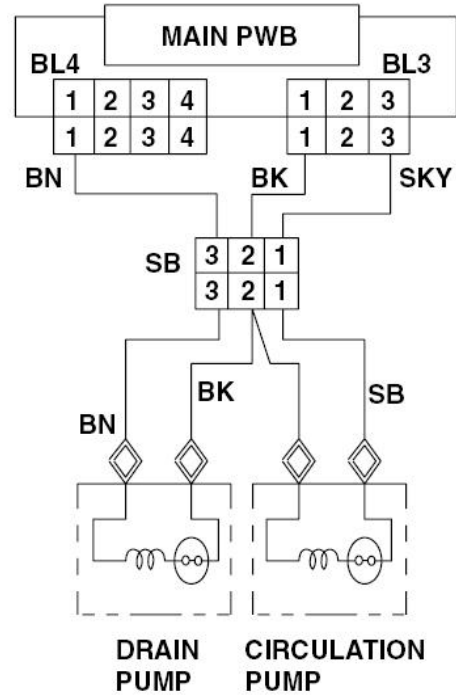 MAIN PWB
BL4 BL3
1 2 3 4 1 2 3
1 2 3 4 1 2 3
BN BK SKY
3 2 1
SB
3 2 1
BK SB
BN
DRAIN CIRCULATION
PUMP PUMP